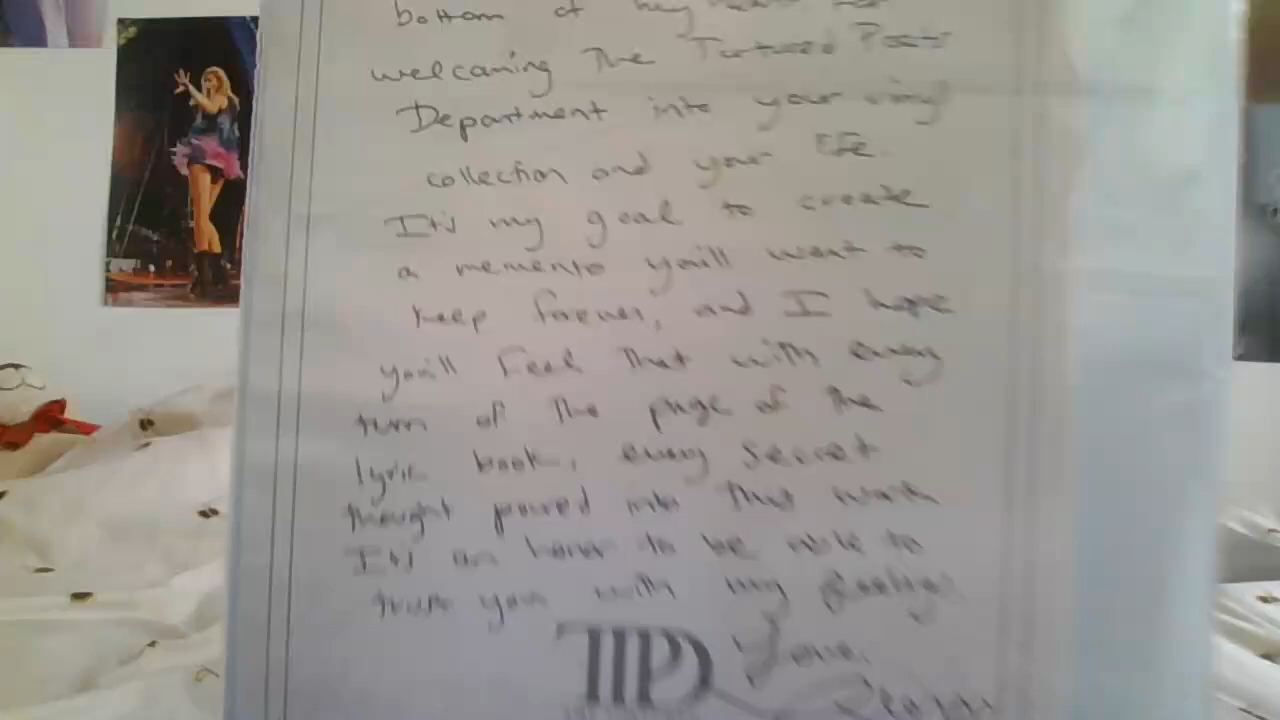 bottom of my
welcoming The Tortured Poets
Department into your vinyl
collection and your life.
It's my goal to create
a memento you'll want to
keep forever, and I hope
you'll feel that with every
turn of the page of the
lyric book, every secret
thought poured into that work
It's an honor to be able to
trust you with my feelings
TTPD
Love,